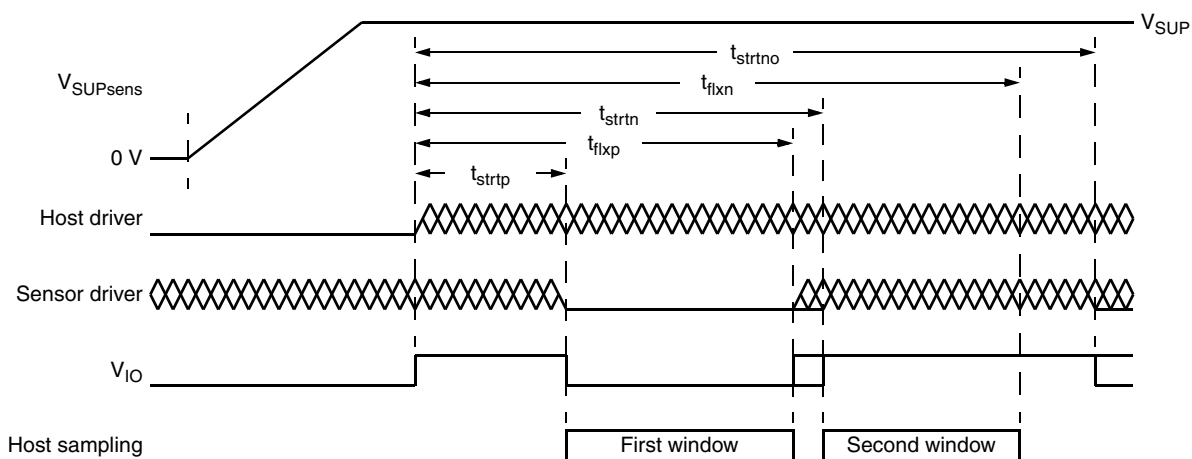 V_SUP
t_strtno
V_SUPsens
t_flxn
t_strtn
t_flxp
0 V
t_strtp
Host driver
Sensor driver
V_IO
Host sampling
First window
Second window